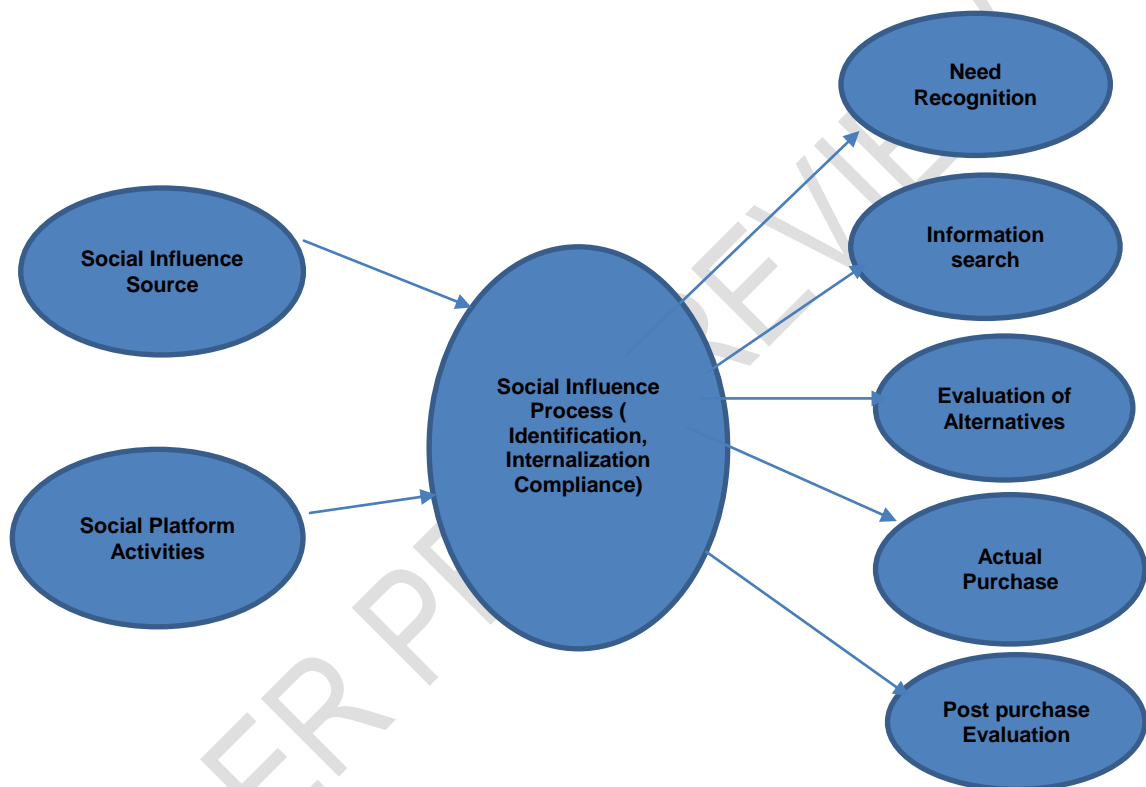 Need
Recognition
Information
search
Social Influence
Source
Social Influence
Process (
Identification,
Internalization
Compliance)
Evaluation of
Alternatives
Social Platform
Activities
Actual
Purchase
Post purchase
Evaluation